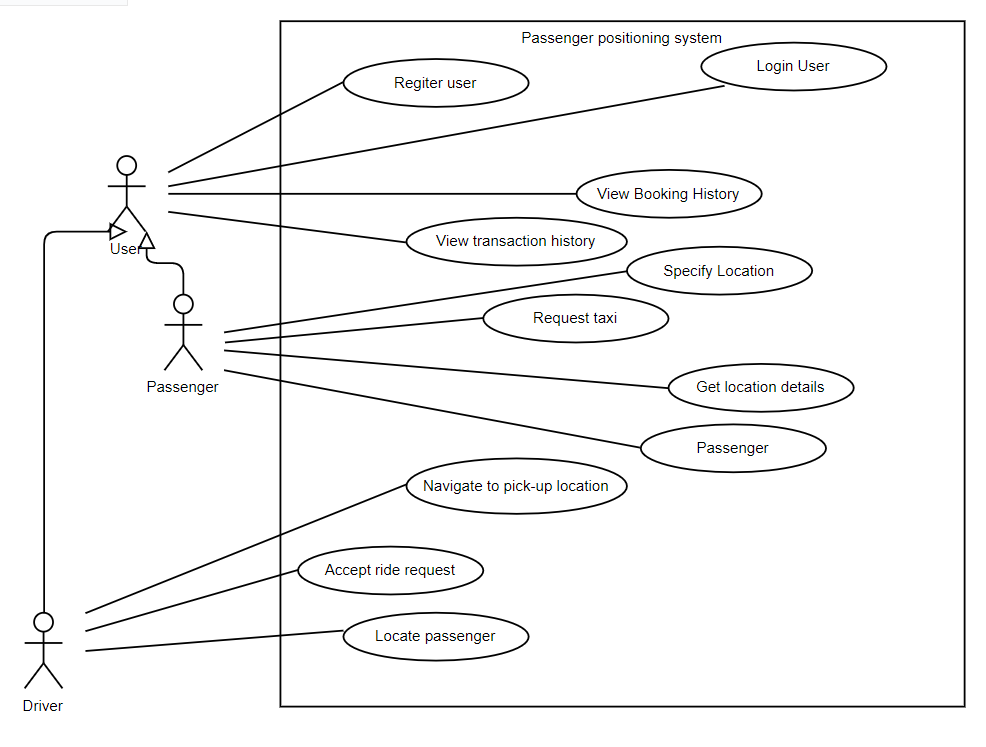 Passenger positioning system
Login User
Regiter user
View Booking History
View transaction history
User
Specify Location
Request taxi
Passenger
Get location details
Passenger
Navigate to pick-up location
Accept ride request
Locate passenger
Driver